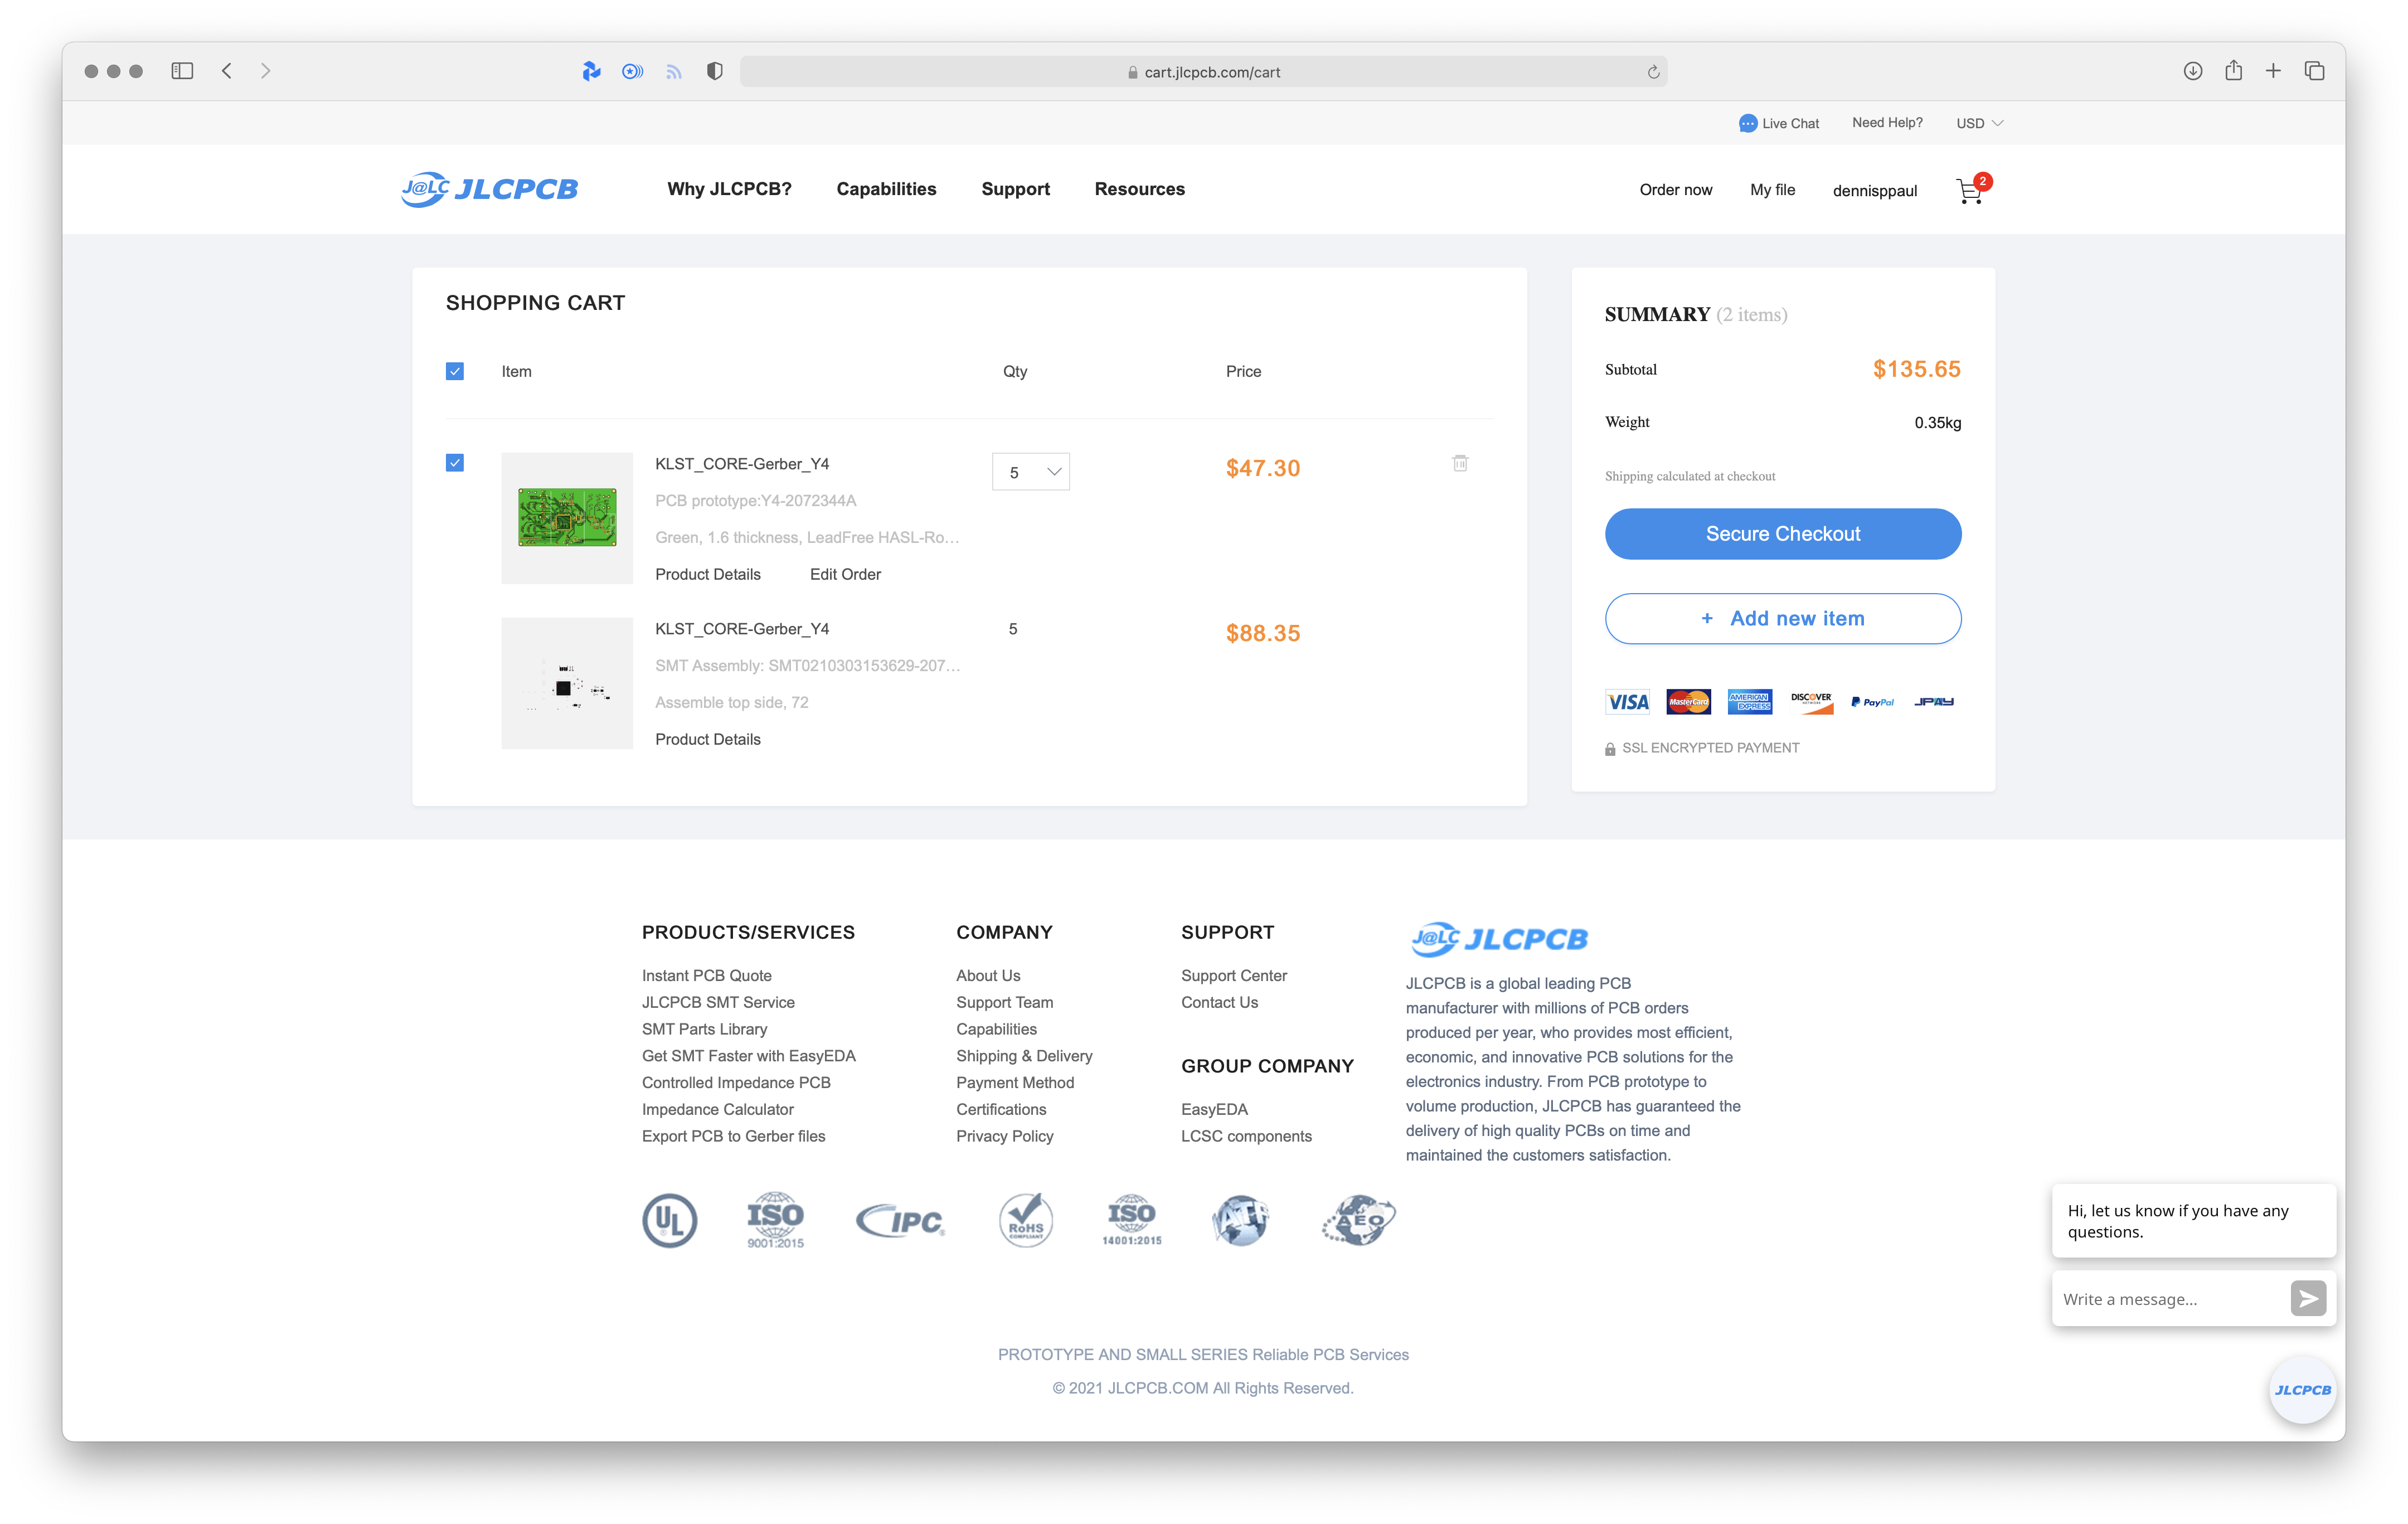 cart.jlcpcb.com/cart
Live Chat
Need Help?
USD
J@LC JLCPCB
Why JLCPCB?
Capabilities
Support
Resources
Order now
My file
dennisppaul
2
SHOPPING CART
Item
Qty
Price
KLST_CORE-Gerber_Y4
5
$47.30
PCB prototype:Y4-2072344A
Green, 1.6 thickness, LeadFree HASL-Ro...
Product Details
Edit Order
KLST_CORE-Gerber_Y4
5
$88.35
SMT Assembly: SMT0210303153629-207...
Assemble top side, 72
Product Details
SUMMARY (2 items)
Subtotal
$135.65
Weight
0.35kg
Shipping calculated at checkout
Secure Checkout
+ Add new item
VISA
MasterCard
AMERICAN EXPRESS
DISCOVER NETWORK
PayPal
JPAY
SSL ENCRYPTED PAYMENT
PRODUCTS/SERVICES
Instant PCB Quote
JLCPCB SMT Service
SMT Parts Library
Get SMT Faster with EasyEDA
Controlled Impedance PCB
Impedance Calculator
Export PCB to Gerber files
COMPANY
About Us
Support Team
Capabilities
Shipping & Delivery
Payment Method
Certifications
Privacy Policy
SUPPORT
Support Center
Contact Us
GROUP COMPANY
EasyEDA
LCSC components
J@LC JLCPCB
JLCPCB is a global leading PCB
manufacturer with millions of PCB orders
produced per year, who provides most efficient,
economic, and innovative PCB solutions for the
electronics industry. From PCB prototype to
volume production, JLCPCB has guaranteed the
delivery of high quality PCBs on time and
maintained the customers satisfaction.
UL
ISO
9001:2015
IPC
RoHS
COMPLIANT
ISO
14001:2015
IATF
AEO
Hi, let us know if you have any
questions.
Write a message...
PROTOTYPE AND SMALL SERIES Reliable PCB Services
© 2021 JLCPCB.COM All Rights Reserved.
JLCPCB